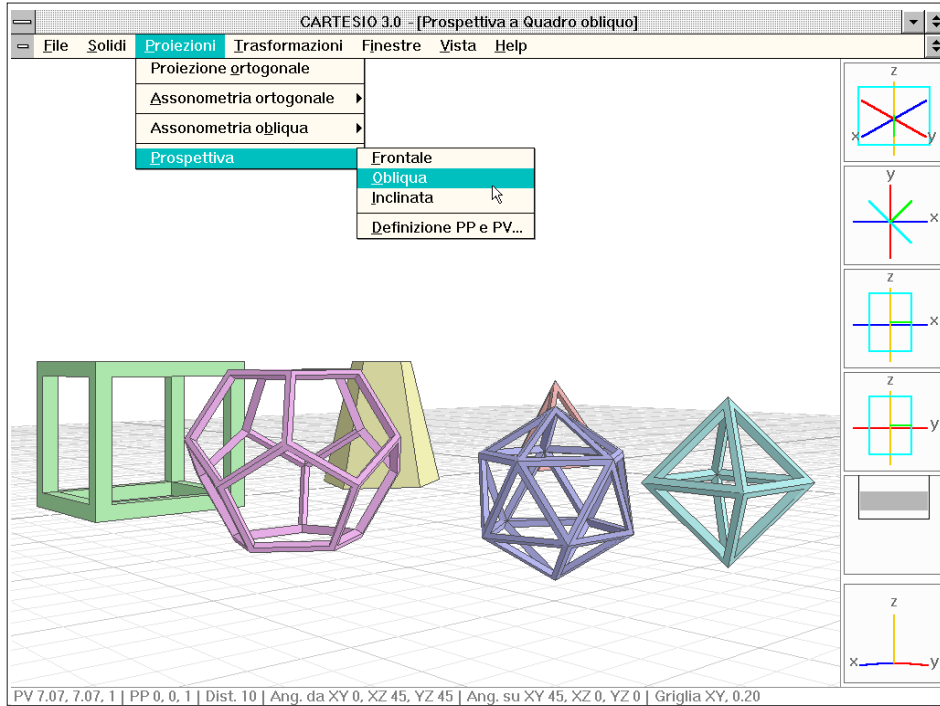 CARTESIO 3.0 - [Prospettiva a Quadro obliquo]
File Solidi Proiezioni Trasformazioni Finestre Vista Help
Proiezione ortogonale
Assonometria ortogonale
Assonometria obliqua
Prospettiva
Frontale
Obliqua
Inclinata
Definizione PP e PV...
z
x y
y
x
z
x
z
y
z
x y
PV 7.07, 7.07, 1 | PP 0, 0, 1 | Dist. 10 | Ang. da XY 0, XZ 45, YZ 45 | Ang. su XY 45, XZ 0, YZ 0 | Griglia XY, 0.20